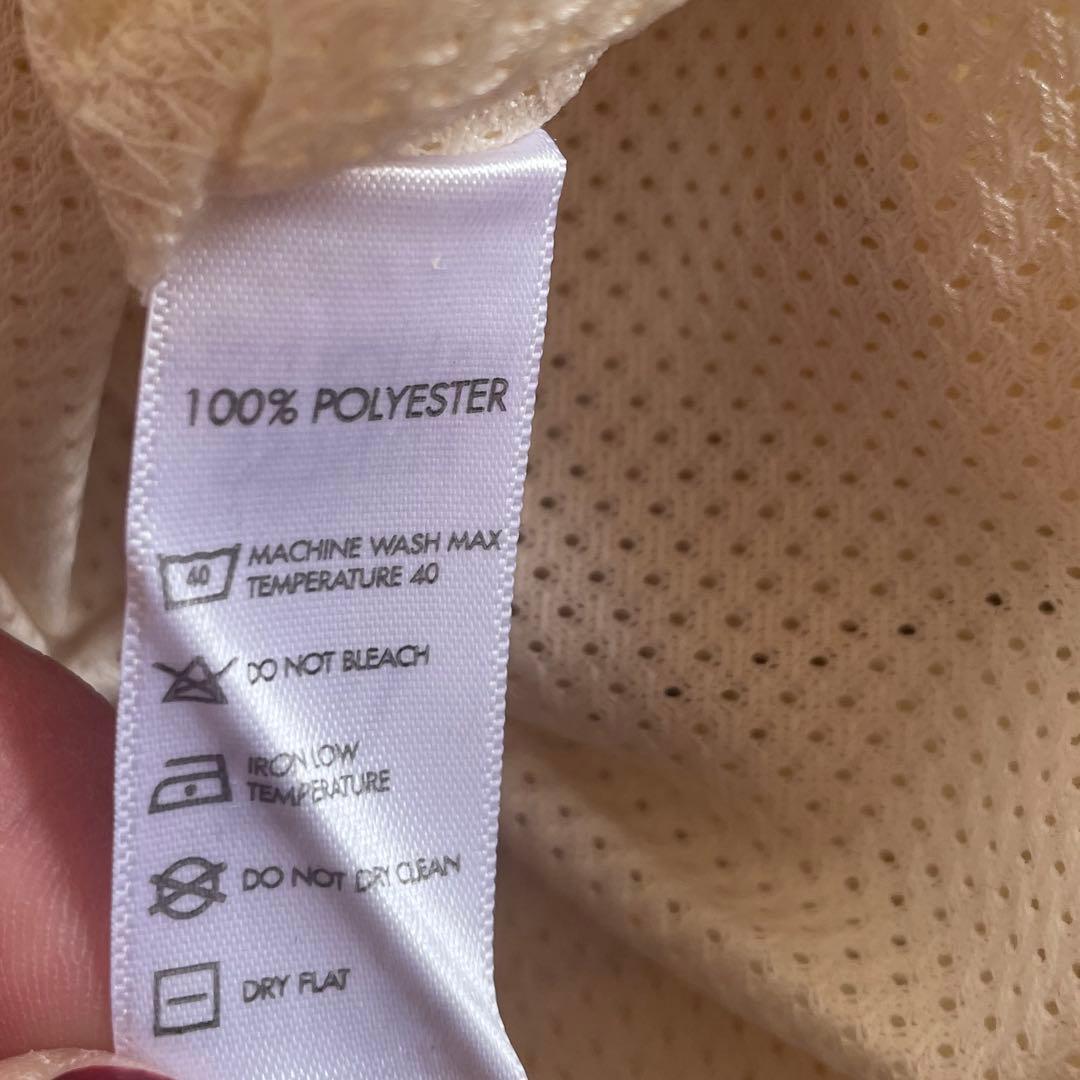 100% POLYESTER
40
MACHINE WASH MAX
TEMPERATURE 40
DO NOT BLEACH
IRON LOW
TEMPERATURE
DO NOT DRY CLEAN
DRY FLAT